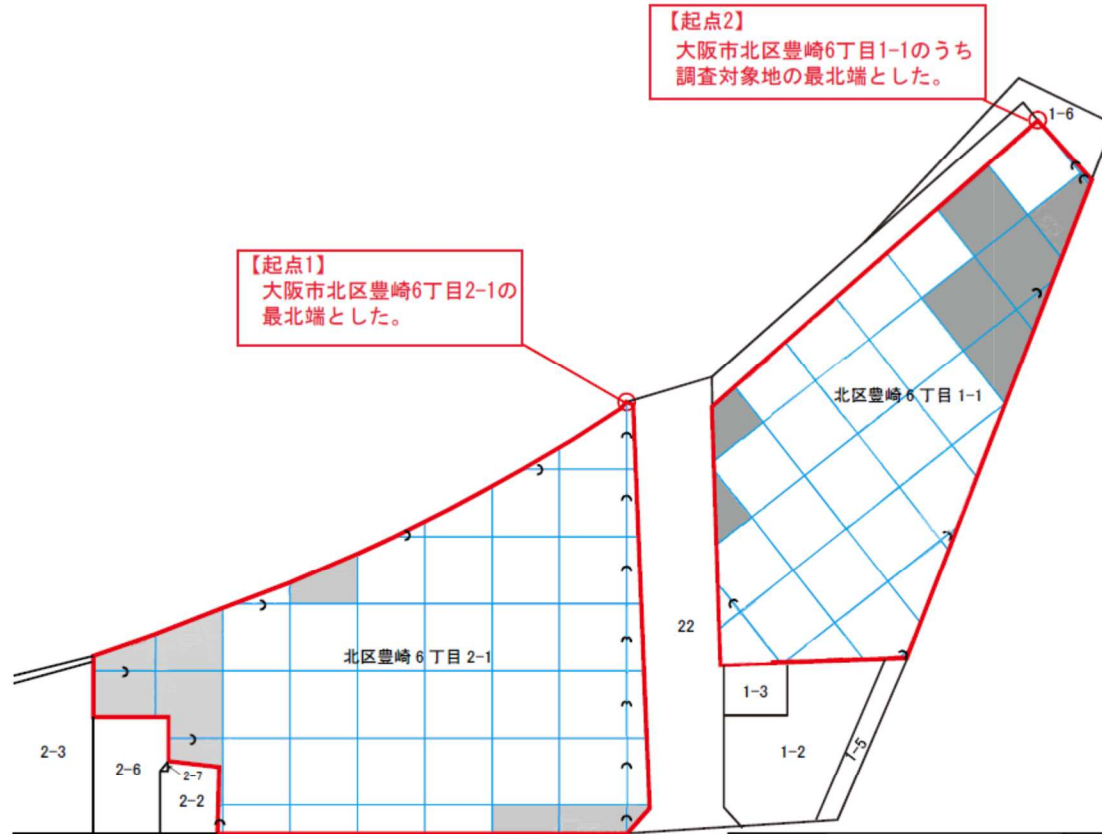 【起点2】
大阪市北区豊崎6丁目1-1のうち
調査対象地の最北端とした。
1-6
【起点1】
大阪市北区豊崎6丁目2-1の
最北端とした。
北区豊崎6丁目1-1
22
北区豊崎6丁目2-1
1-3
2-3
2-6
2-7
2-2
1-2
1-5